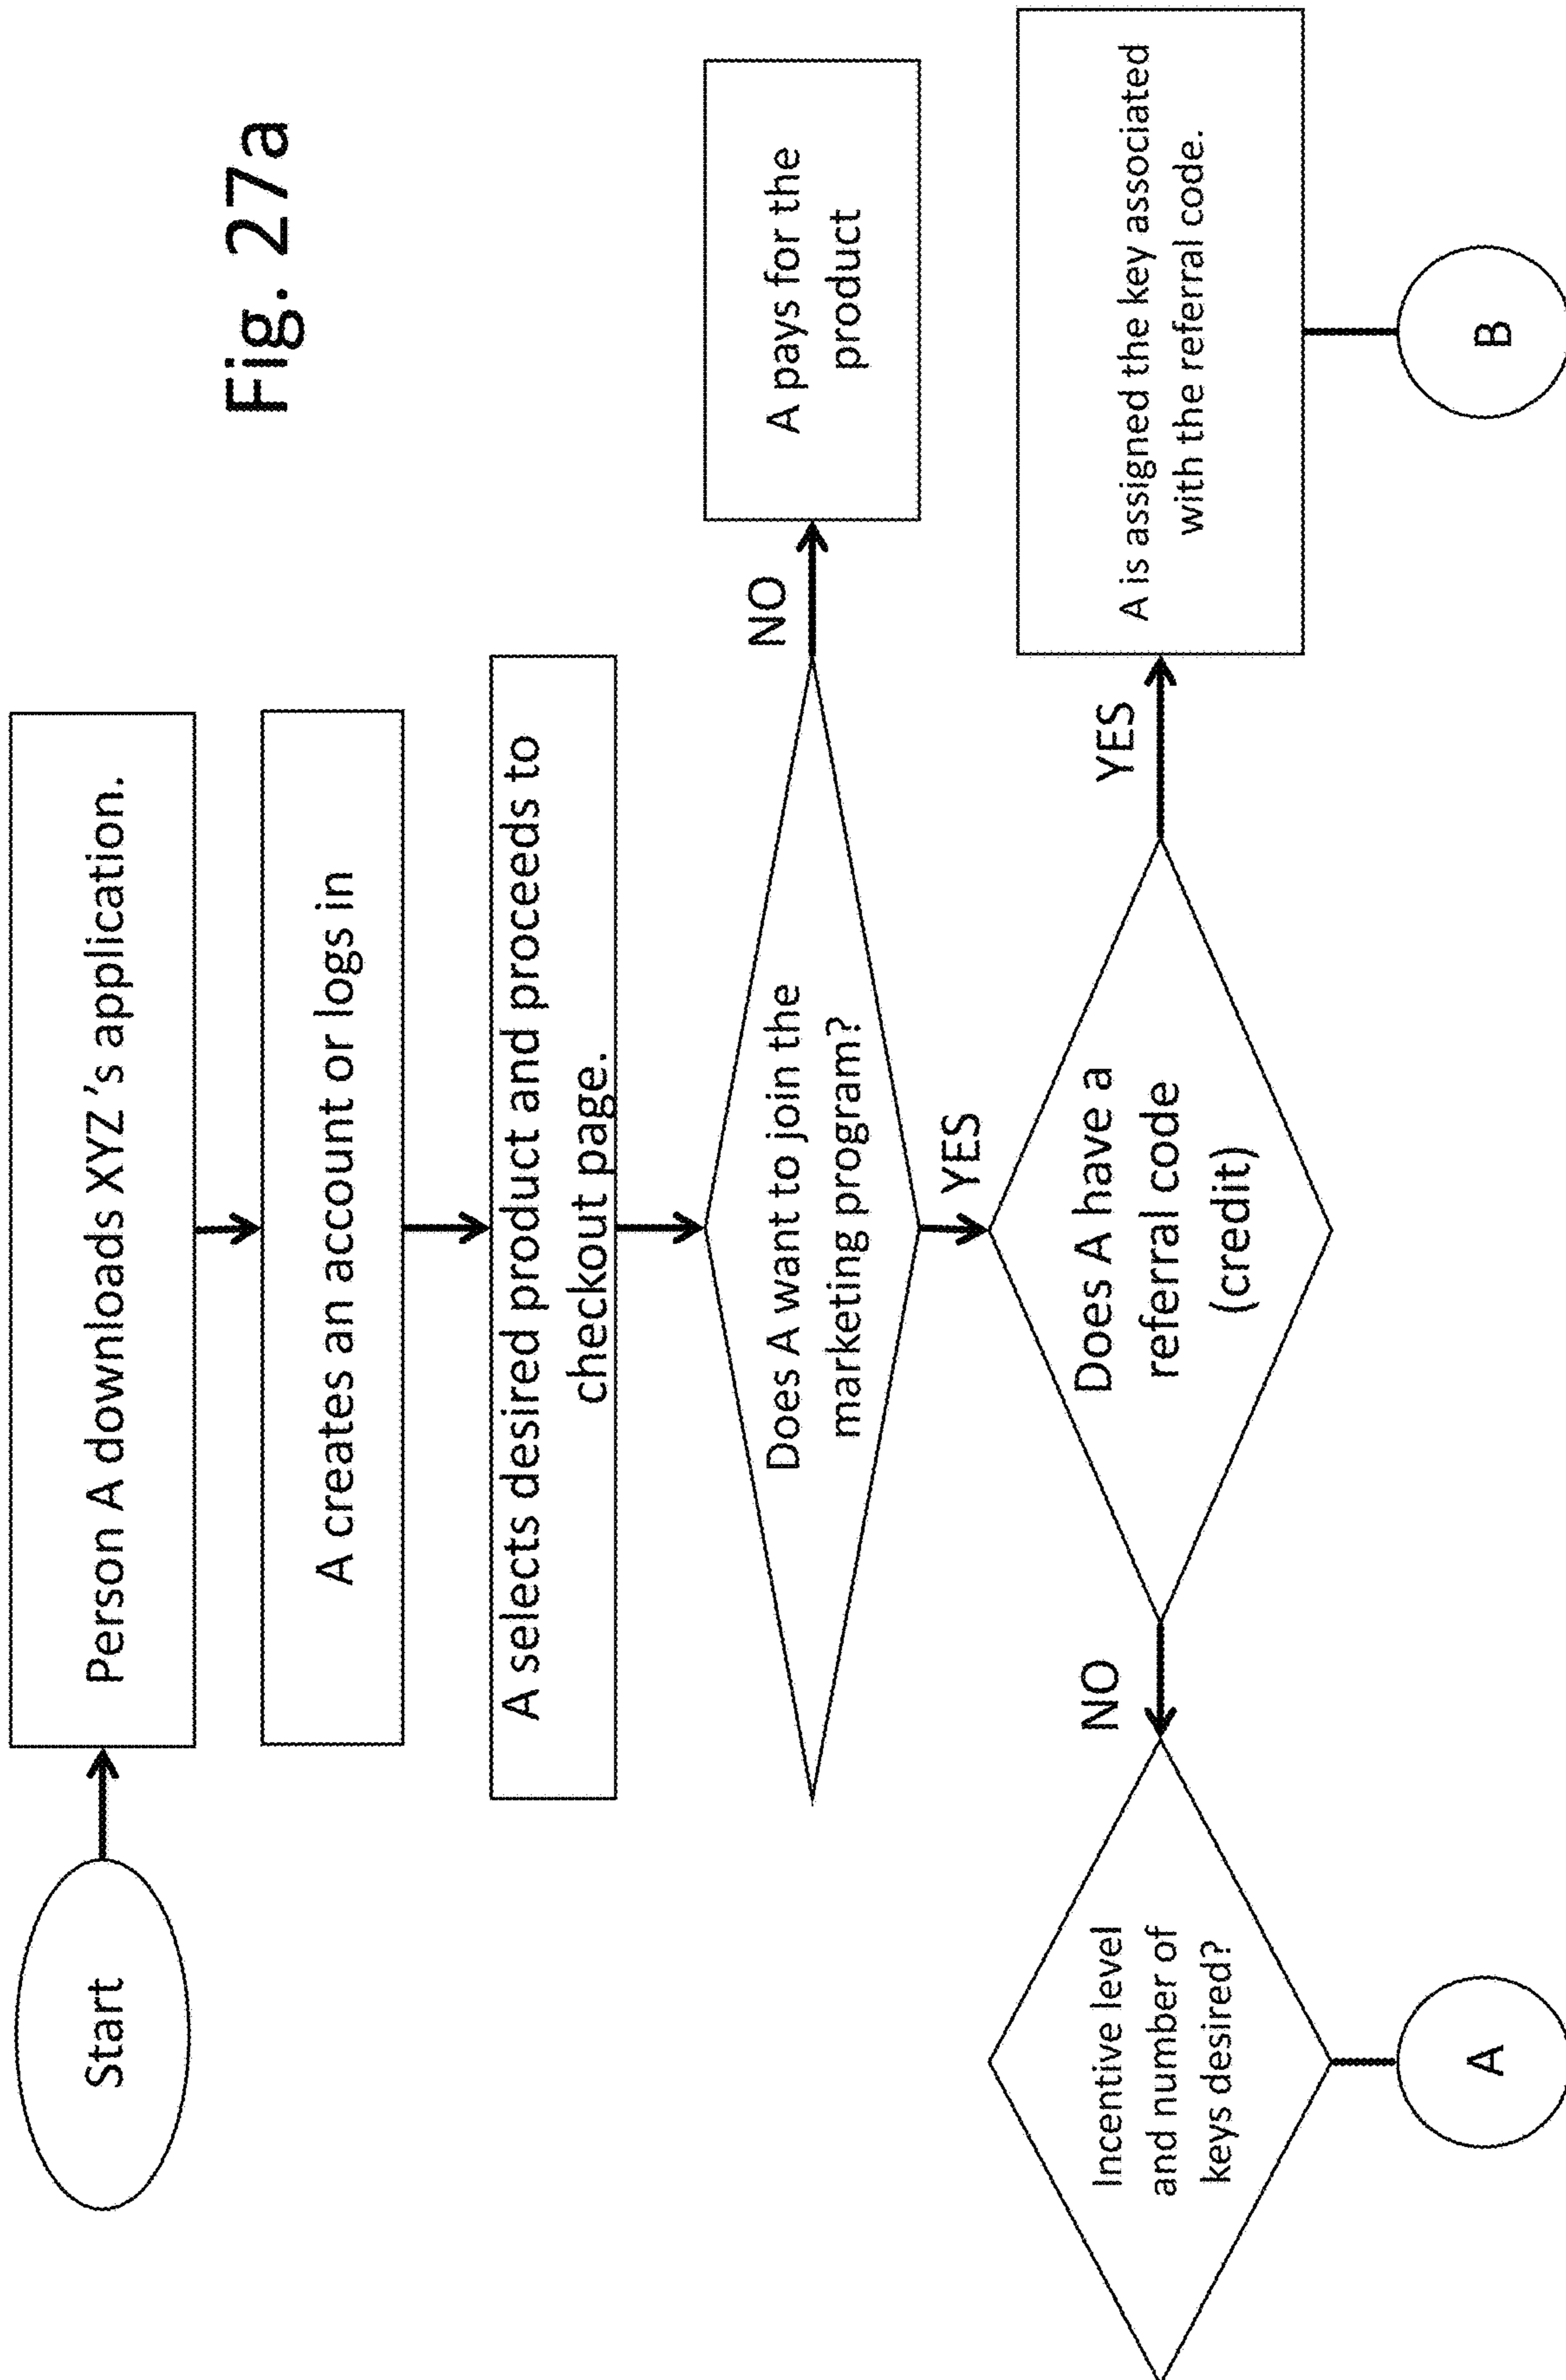 Fig. 27a
Start
Person A downloads XYZ's application.
A creates an account or logs in
A selects desired product and proceeds to
checkout page.
Does A want to join the
marketing program?
NO
A pays for the
product
YES
Does A have a
referral code
(credit)
YES
A is assigned the key associated
with the referral code.
B
NO
Incentive level
and number of
keys desired?
A